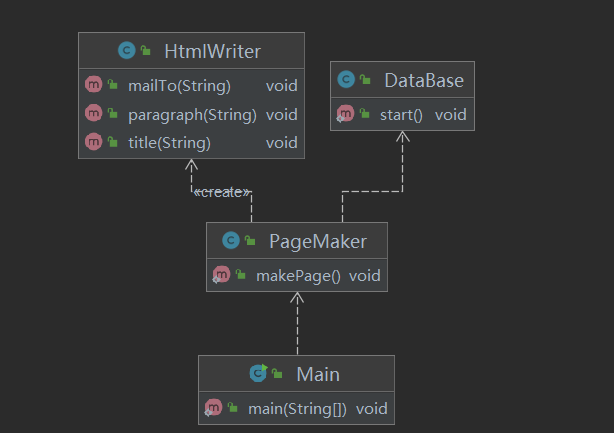 HtmlWriter
mailTo(String) void
paragraph(String) void
title(String) void
DataBase
start() void
«create»
PageMaker
makePage() void
Main
main(String[]) void